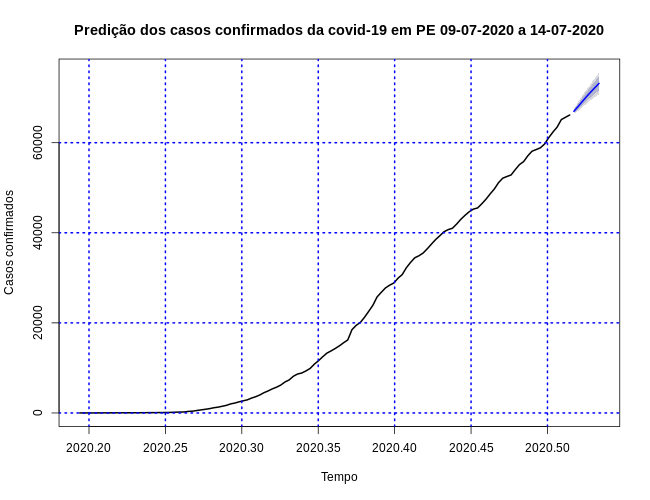 Predição dos casos confirmados da covid-19 em PE 09-07-2020 a 14-07-2020
Casos confirmados
60000
40000
20000
0
2020.20 2020.25 2020.30 2020.35 2020.40 2020.45 2020.50
Tempo